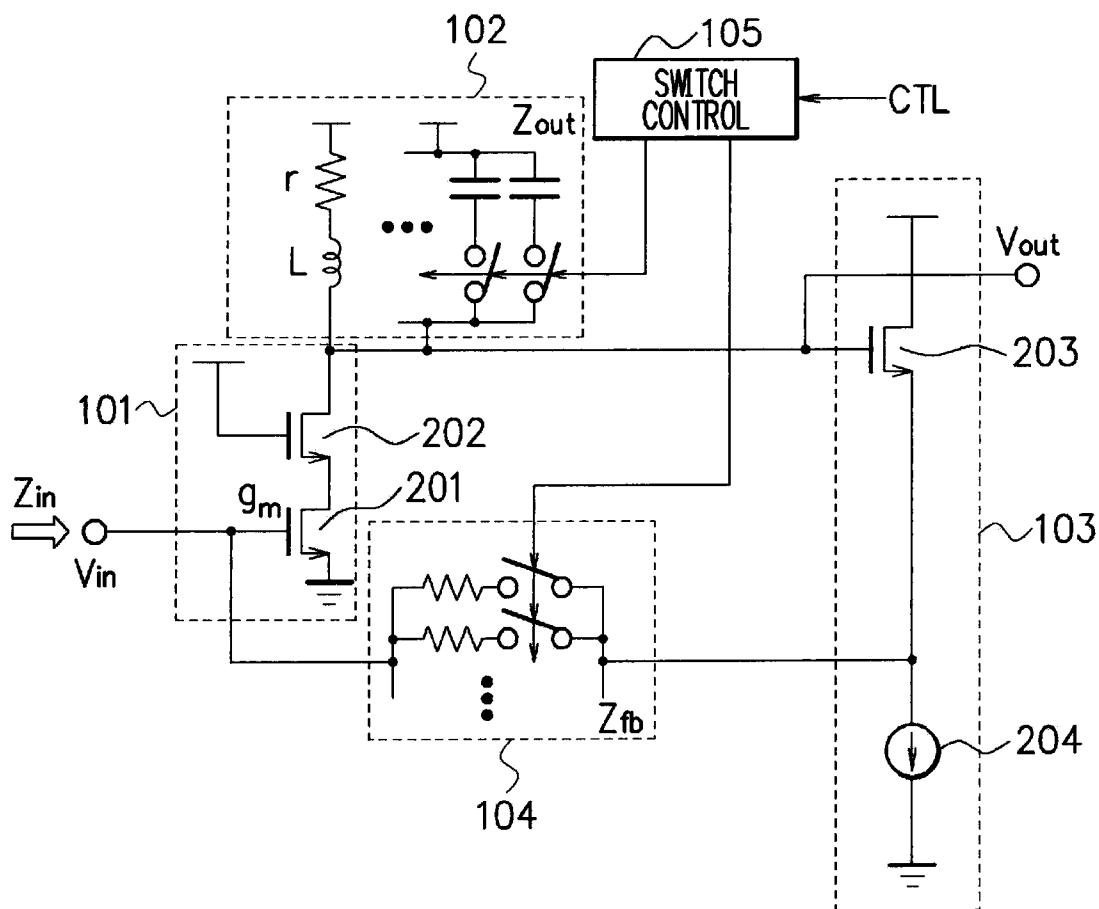 102
105
SWITCH
CONTROL
CTL
Zout
r
L
Vout
203
101
202
gm
201
Zin
Vin
103
Zfb
204
104